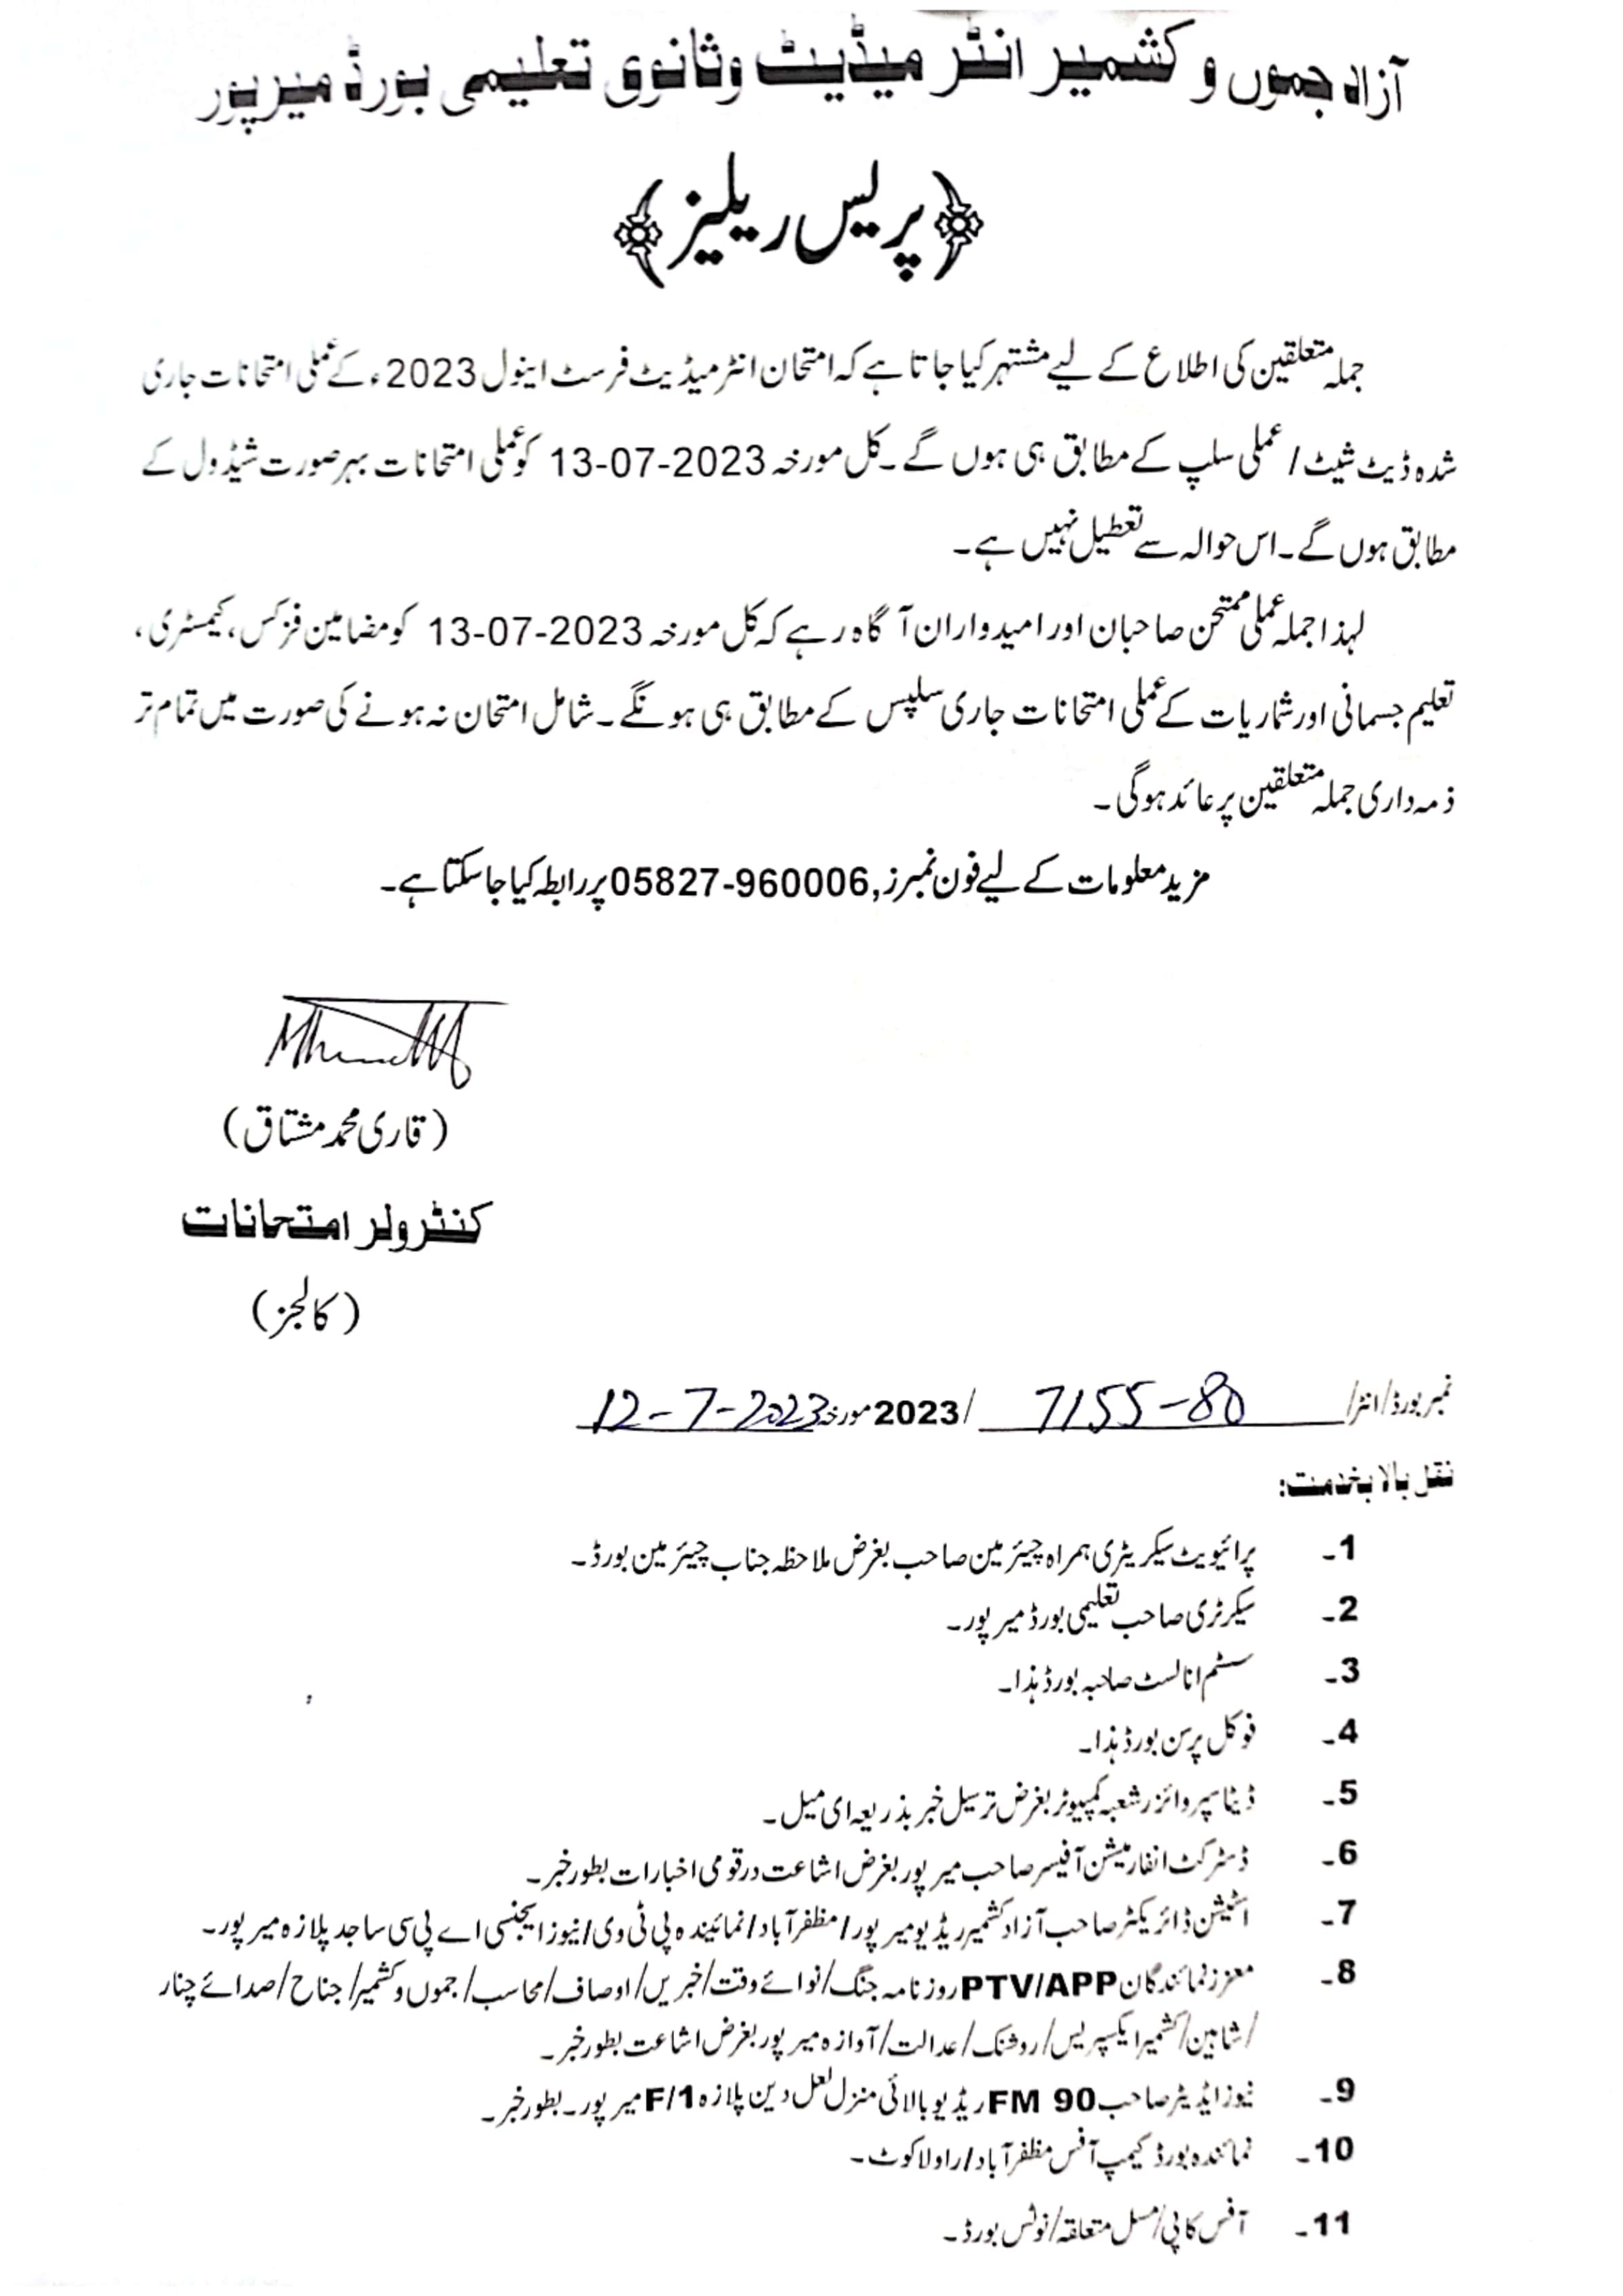 آزاد جموں و کشمیر انٹر میڈیٹ وثانوی تعلیمی بورڈ میرپور
﴿پریس ریلیز﴾
جملہ متعلقین کی اطلاع کے لیے مشتہر کیا جاتا ہے کہ امتحان انٹرمیڈیٹ فرسٹ اینول 2023ء کے عملی امتحانات جاری
شدہ ڈیٹ شیٹ / عملی سلپ کے مطابق ہی ہوں گے۔ کل مورخہ 13-07-2023 کو عملی امتحانات بہر صورت شیڈول کے
مطابق ہوں گے۔ اس حوالہ سے تعطیل نہیں ہے۔
لہذا جملہ عملی ممتحن صاحبان اور امیدواران آگاہ رہے کہ کل مورخہ 13-07-2023 کو مضامین فزکس، کیمسٹری،
تعلیم جسمانی اور شماریات کے عملی امتحانات جاری سلپس کے مطابق ہی ہونگے۔ شامل امتحان نہ ہونے کی صورت میں تمام تر
ذمہ داری جملہ متعلقین پر عائد ہوگی۔
مزید معلومات کے لیے فون نمبرز,05827-960006 پر رابطہ کیا جاسکتا ہے۔
(قاری محمد مشتاق)
کنٹرولر امتحانات
(کالجز)
نمبر بورڈ/انٹر/ 7155-80 /2023 مورخہ 12-7-2023
نقل بالا بخدمت:
1۔ پرائیویٹ سیکریٹری ہمراہ چیئرمین صاحب بغرض ملاحظہ جناب چیئرمین بورڈ۔
2۔ سیکرٹری صاحب تعلیمی بورڈ میرپور۔
3۔ سسٹم انالسٹ صاحبہ بورڈ ہذا۔
4۔ فوکل پرسن بورڈ ہذا۔
5۔ ڈیٹا سپروائزر شعبہ کمپیوٹر بغرض ترسیل خبر بذریعہ ای میل۔
6۔ ڈسٹرکٹ انفارمیشن آفیسر صاحب میرپور بغرض اشاعت در قومی اخبارات بطور خبر۔
7۔ اسٹیشن ڈائریکٹر صاحب آزاد کشمیر ریڈیو میرپور/مظفرآباد/نمائیندہ پی ٹی وی/نیوز ایجنسی اے پی سی ساجد پلازہ میرپور۔
8۔ معزز نمائندگان PTV/APP روزنامہ جنگ/نوائے وقت/خبریں/اوصاف/محاسب/جموں وکشمیر/جناح/صدائے چنار
/شاہین/کشمیر ایکسپریس/روشنک/عدالت/آوازہ میرپور بغرض اشاعت بطور خبر۔
9۔ نیوز ایڈیٹر صاحب FM 90 ریڈیو بالائی منزل لعل دین پلازہ F/1 میرپور۔ بطور خبر۔
10۔ نمائندہ بورڈ کیمپ آفس مظفرآباد/راولاکوٹ۔
11۔ آفس کاپی/مسل متعلقہ/نوٹس بورڈ۔